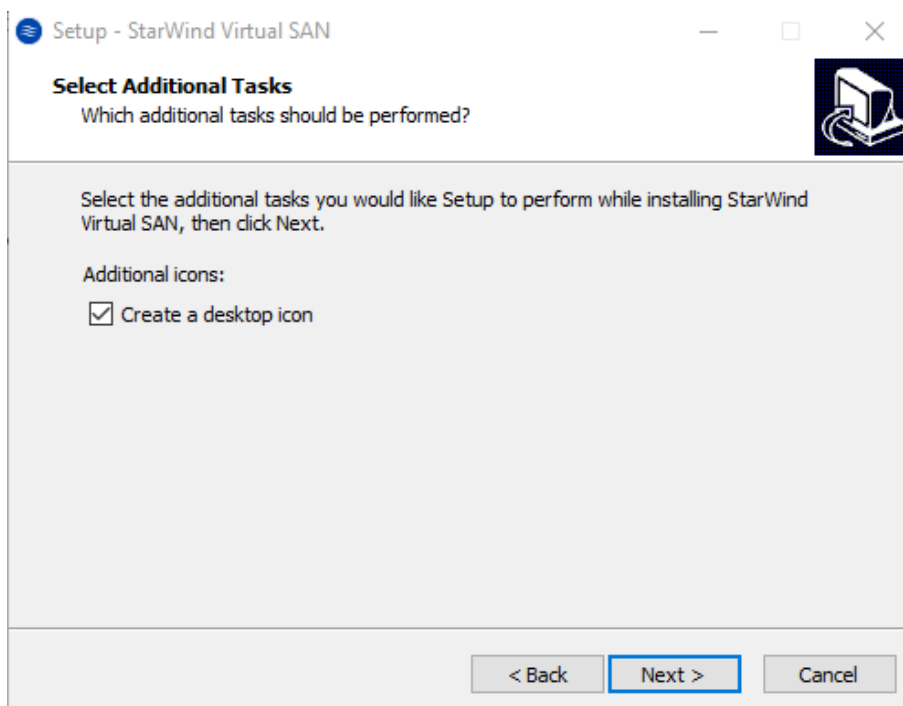 Setup - StarWind Virtual SAN
Select Additional Tasks
Which additional tasks should be performed?
Select the additional tasks you would like Setup to perform while installing StarWind
Virtual SAN, then click Next.
Additional icons:
Create a desktop icon
< Back Next > Cancel